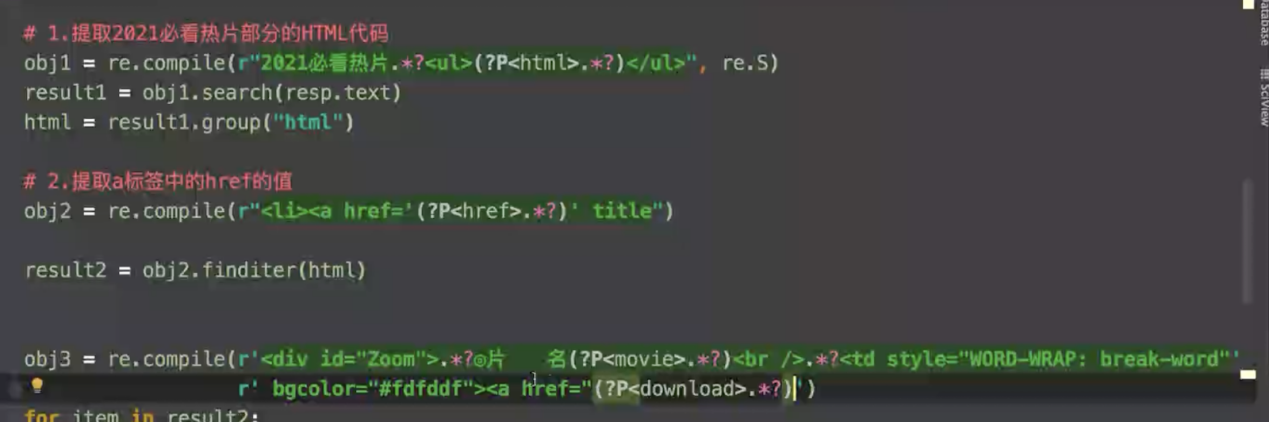 # 1.提取2021必看热片部分的HTML代码
obj1 = re.compile(r"2021必看热片.*?<ul>(?P<html>.*?)</ul>", re.S)
result1 = obj1.search(resp.text)
html = result1.group("html")
# 2.提取a标签中的href的值
obj2 = re.compile(r"<li><a href='(?P<href>.*?)' title")
result2 = obj2.finditer(html)
obj3 = re.compile(r'<div id="Zoom">.*?◎片　　名(?P<movie>.*?)<br />.*?<td style="WORD-WRAP: break-word"'
r' bgcolor="#fdfddf"><a href="(?P<download>.*?)')
for item in result2:
Database
SciView